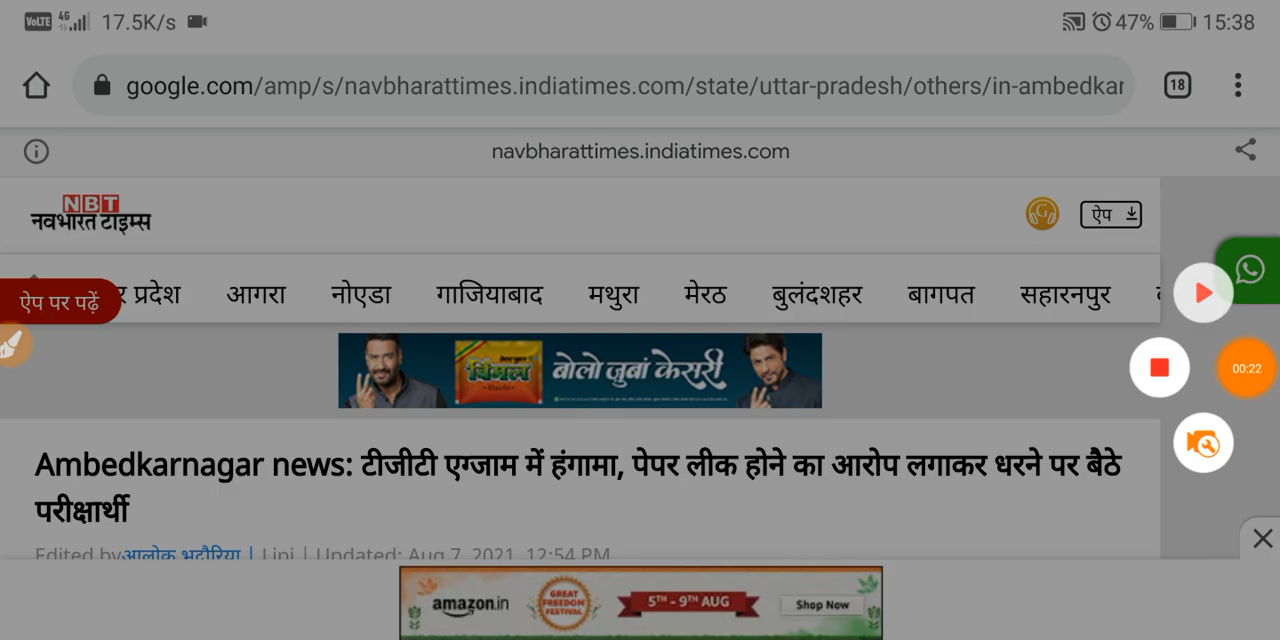 VoLTE 4G 17.5K/s 47% 15:38
google.com/amp/s/navbharattimes.indiatimes.com/state/uttar-pradesh/others/in-ambedkar 18
navbharattimes.indiatimes.com
NBT
नवभारत टाइम्स
G ऐप
ऐप पर पढ़ें र प्रदेश आगरा नोएडा गाजियाबाद मथुरा मेरठ बुलंदशहर बागपत सहारनपुर
विमल बोलो ज़ुबां केसरी
00:22
Ambedkarnagar news: टीजीटी एग्जाम में हंगामा, पेपर लीक होने का आरोप लगाकर धरने पर बैठे
परीक्षार्थी
Edited by आलोक भदौरिया | Lipi | Updated: Aug 7, 2021, 12:54 PM
amazon.in GREAT FREEDOM FESTIVAL 5TH - 9TH AUG Shop Now